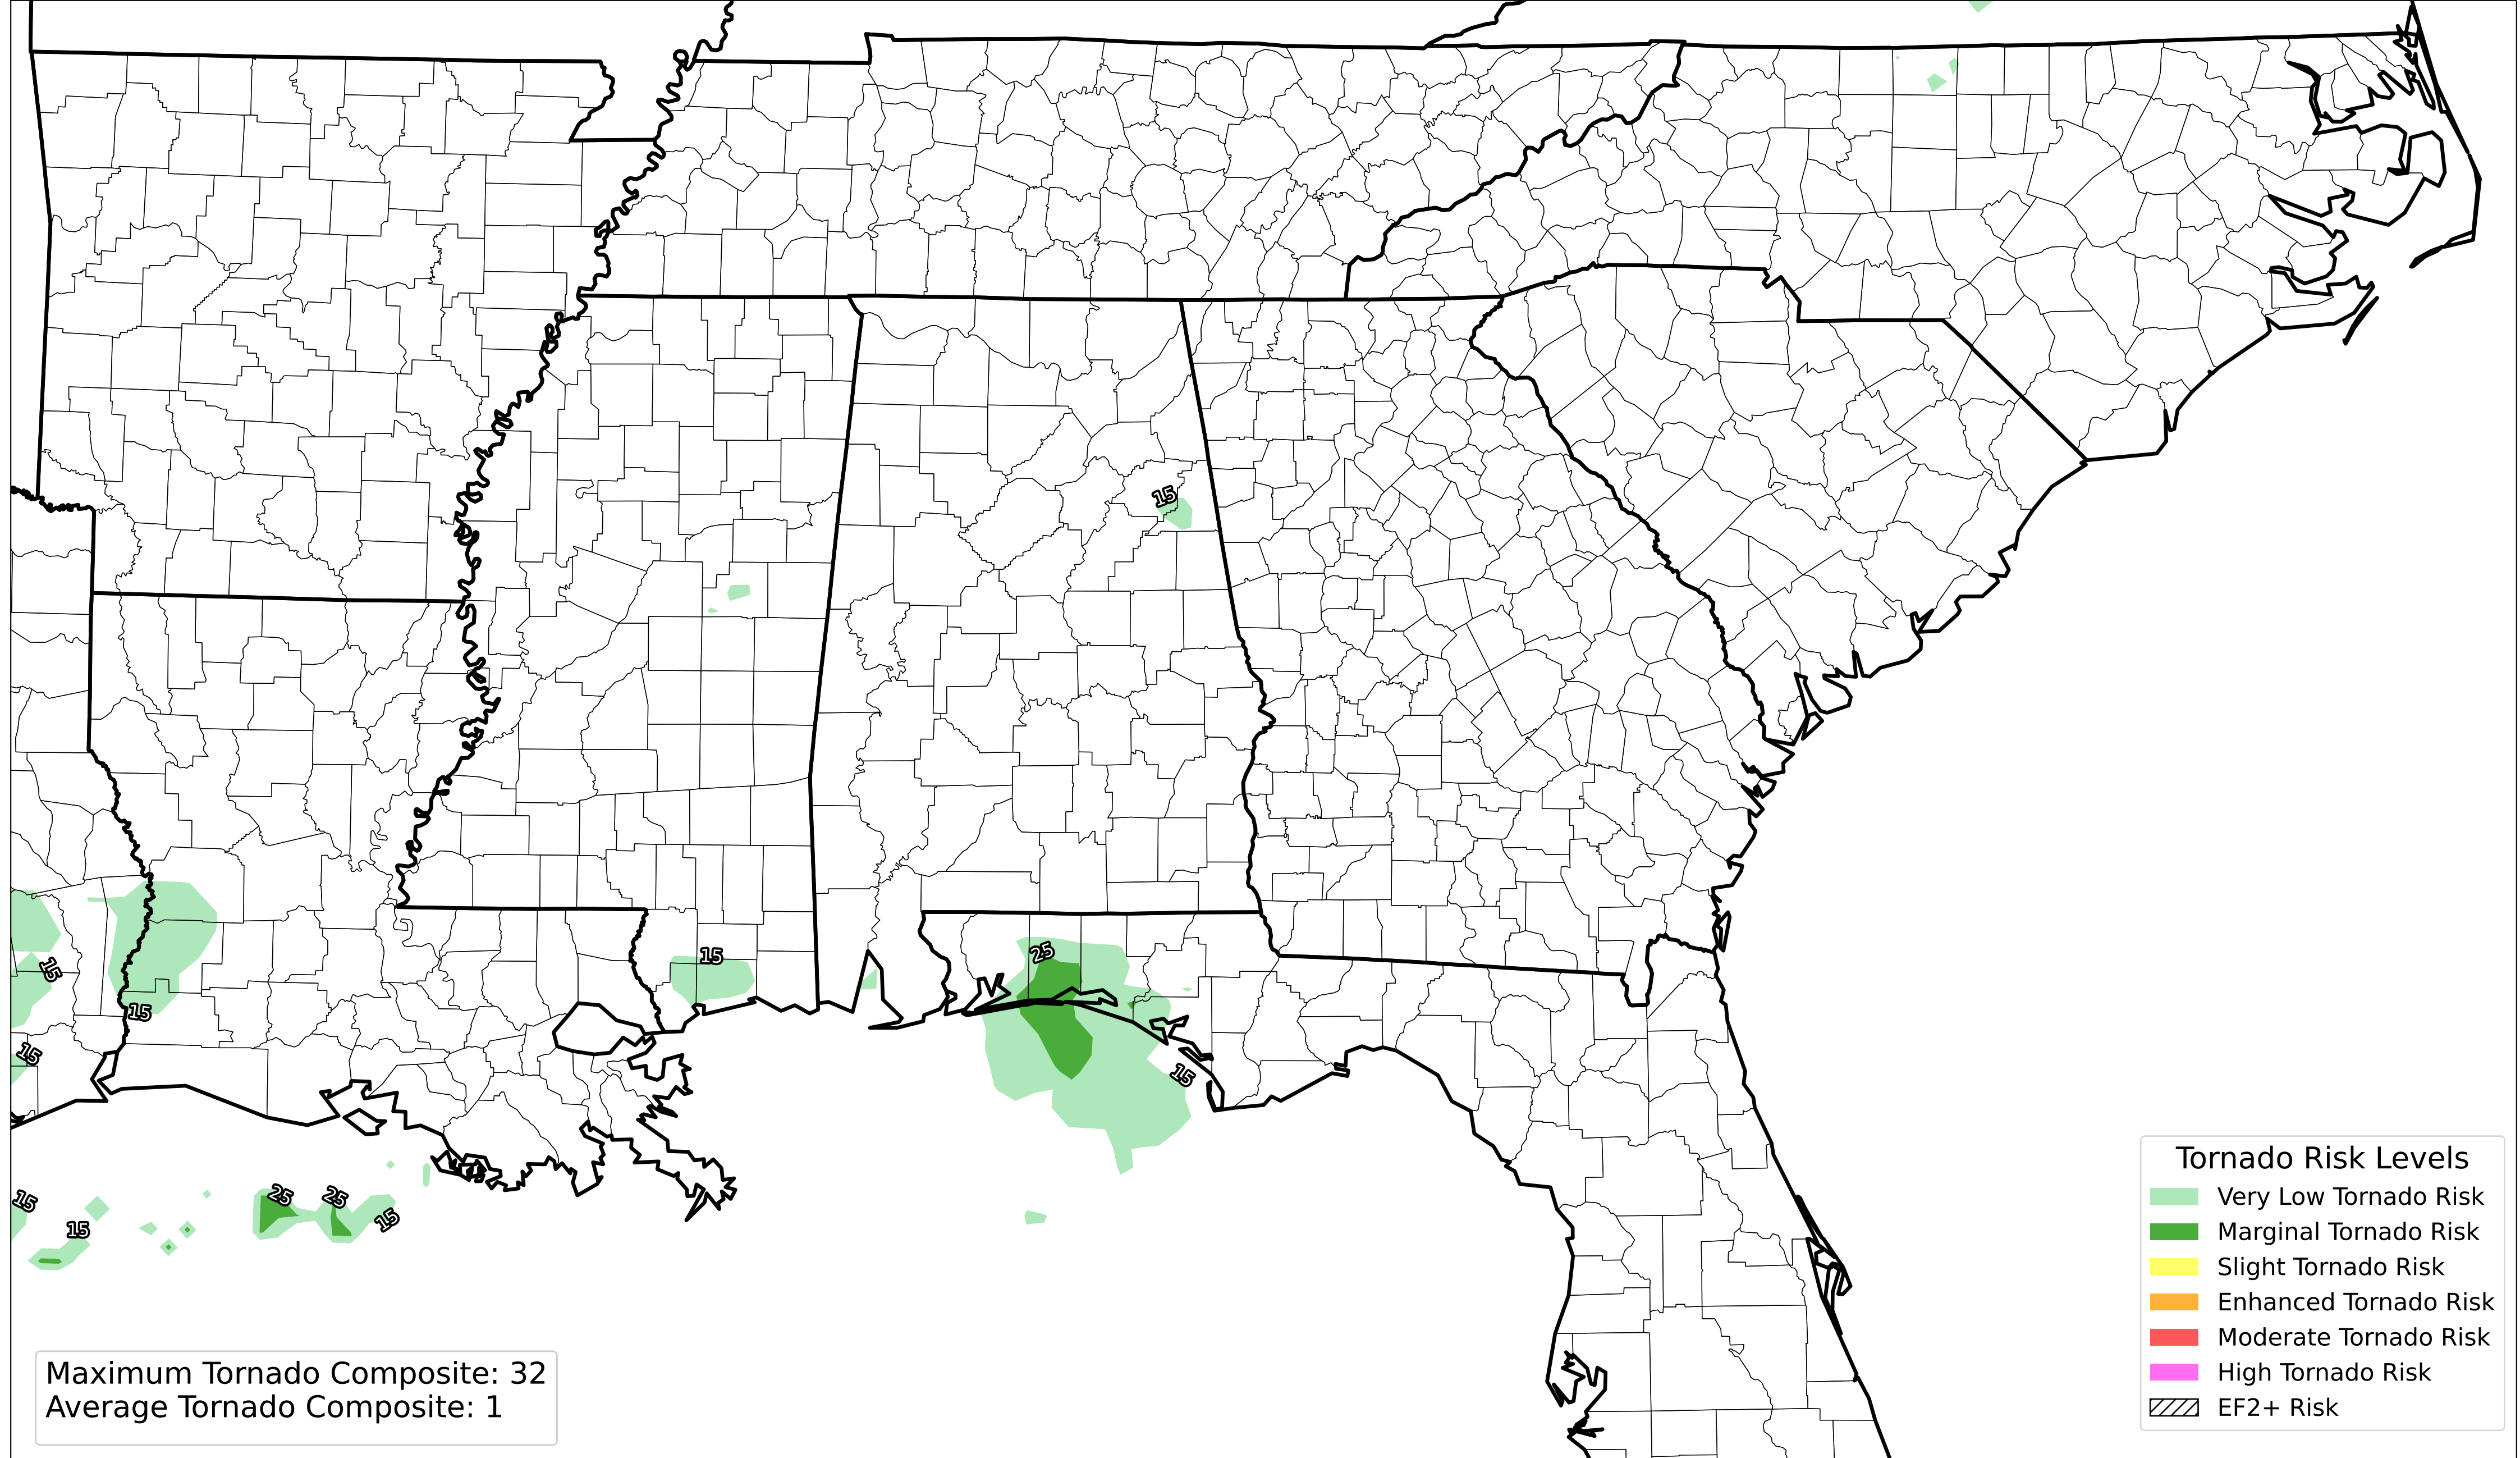 15
25
15
15
15
15
15
25
25
15
15
15
Tornado Risk Levels
Very Low Tornado Risk
Marginal Tornado Risk
Slight Tornado Risk
Enhanced Tornado Risk
Moderate Tornado Risk
High Tornado Risk
EF2+ Risk
Maximum Tornado Composite: 32
Average Tornado Composite: 1